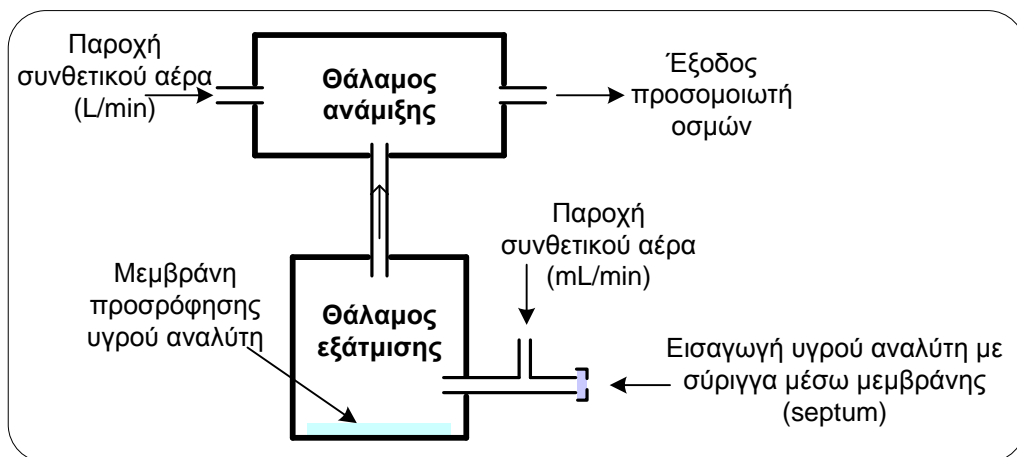 Παροχή
συνθετικού αέρα
(L/min)
Θάλαμος
ανάμιξης
Έξοδος
προσομοιωτή
οσμών
Παροχή
συνθετικού αέρα
(mL/min)
Μεμβράνη
προσρόφησης
υγρού αναλύτη
Θάλαμος
εξάτμισης
Εισαγωγή υγρού αναλύτη με
σύριγγα μέσω μεμβράνης
(septum)